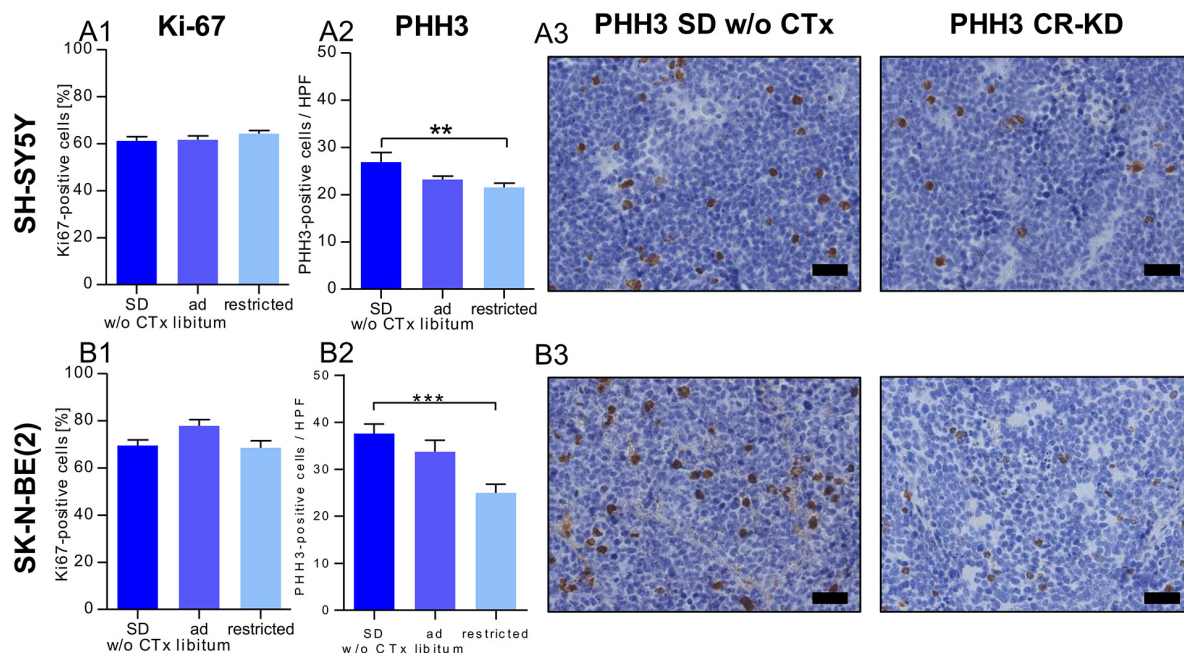 A1 Ki-67
A2 PHH3
A3 PHH3 SD w/o CTx
PHH3 CR-KD
SH-SY5Y
Ki67-positive cells [%]
100
80
60
40
20
0
SD ad restricted
w/o CTx libitum
PHH3-positive cells / HPF
50
40
30
20
10
0
**
SD ad restricted
w/o CTx libitum
B1
B2
B3
SK-N-BE(2)
Ki67-positive cells [%]
100
80
60
40
20
0
SD ad restricted
w/o CTx libitum
PHH3-positive cells / HPF
50
40
30
20
10
0
***
SD ad restricted
w/o CTx libitum